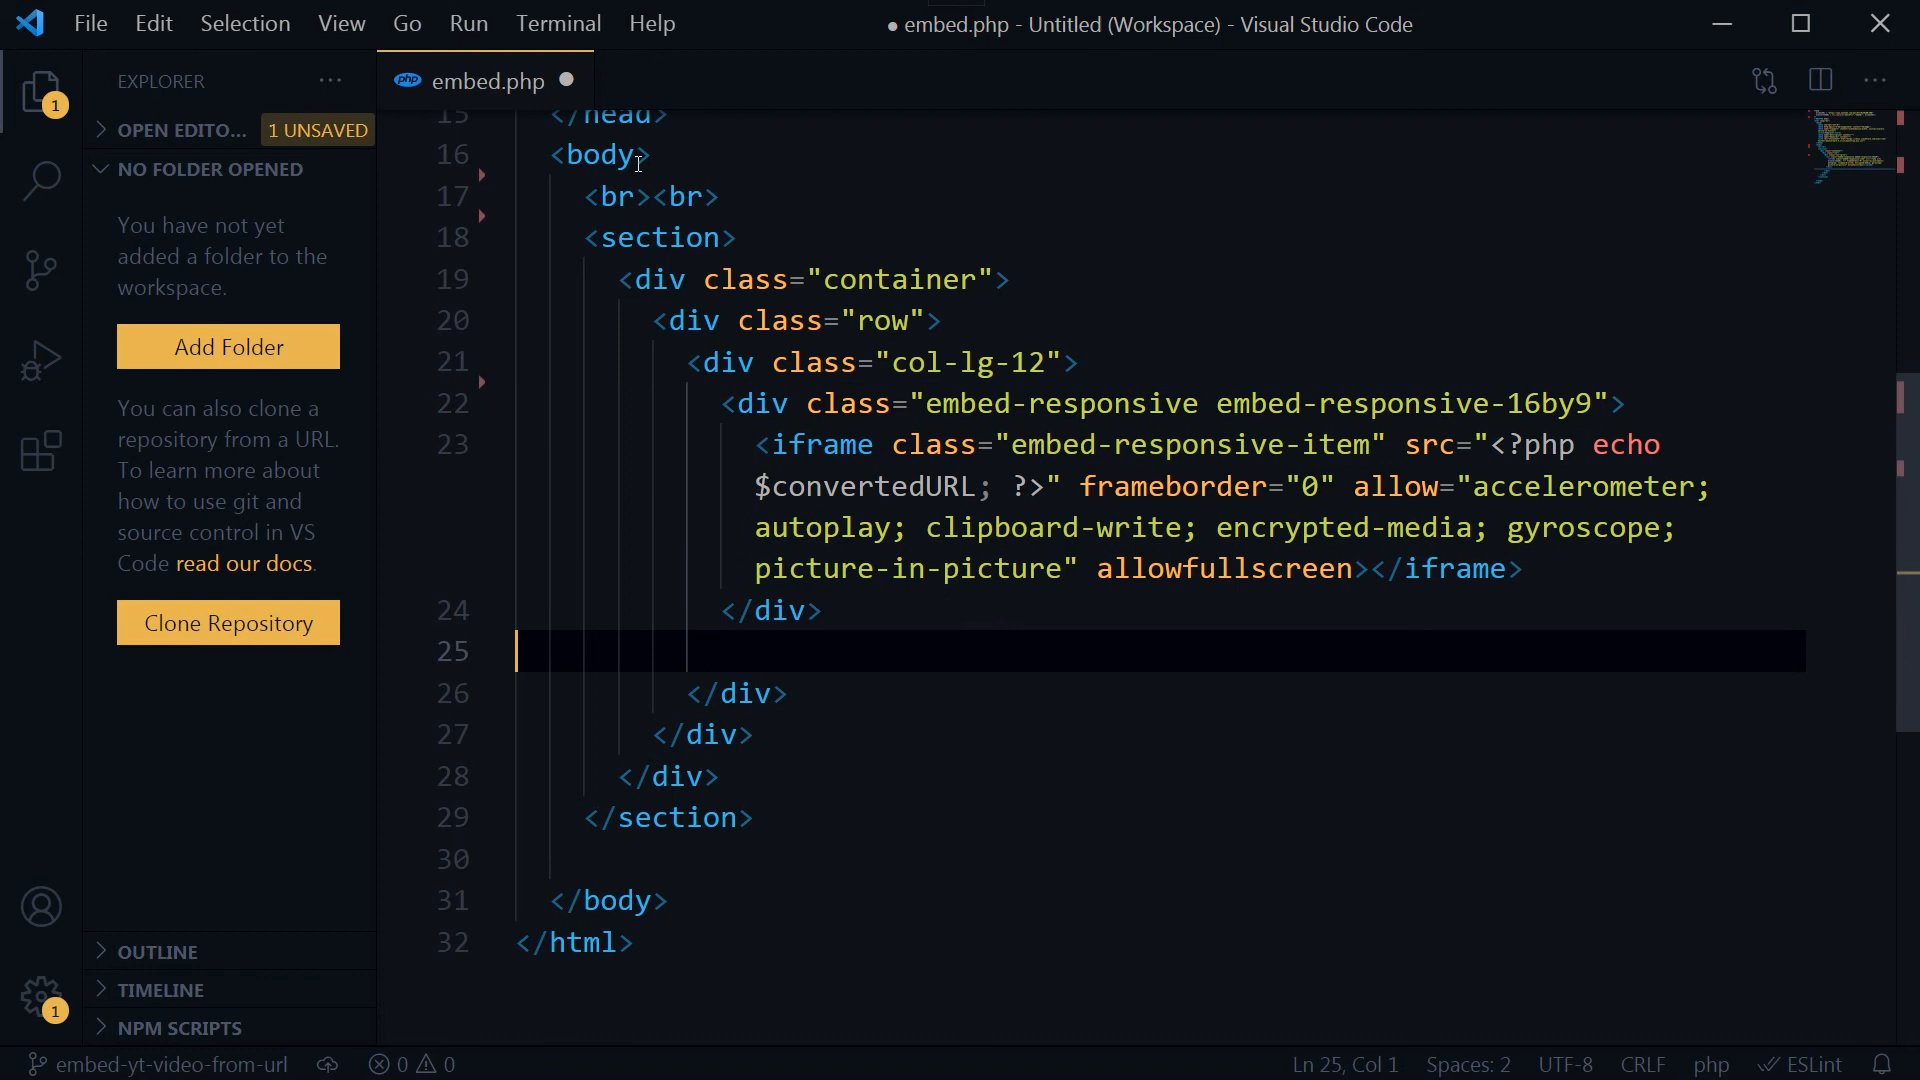 File Edit Selection View Go Run Terminal Help
● embed.php - Untitled (Workspace) - Visual Studio Code
EXPLORER
1
php embed.php
OPEN EDITO... 1 UNSAVED
NO FOLDER OPENED
You have not yet
added a folder to the
workspace.
Add Folder
You can also clone a
repository from a URL.
To learn more about
how to use git and
source control in VS
Code read our docs.
Clone Repository
OUTLINE
TIMELINE
NPM SCRIPTS
1
15 </head>
16 <body>
17 <br><br>
18 <section>
19 <div class="container">
20 <div class="row">
21 <div class="col-lg-12">
22 <div class="embed-responsive embed-responsive-16by9">
23 <iframe class="embed-responsive-item" src="<?php echo
$convertedURL; ?>" frameborder="0" allow="accelerometer;
autoplay; clipboard-write; encrypted-media; gyroscope;
picture-in-picture" allowfullscreen></iframe>
24 </div>
25
26 </div>
27 </div>
28 </div>
29 </section>
30
31 </body>
32 </html>
embed-yt-video-from-url 0 0 Ln 25, Col 1 Spaces: 2 UTF-8 CRLF php ESLint